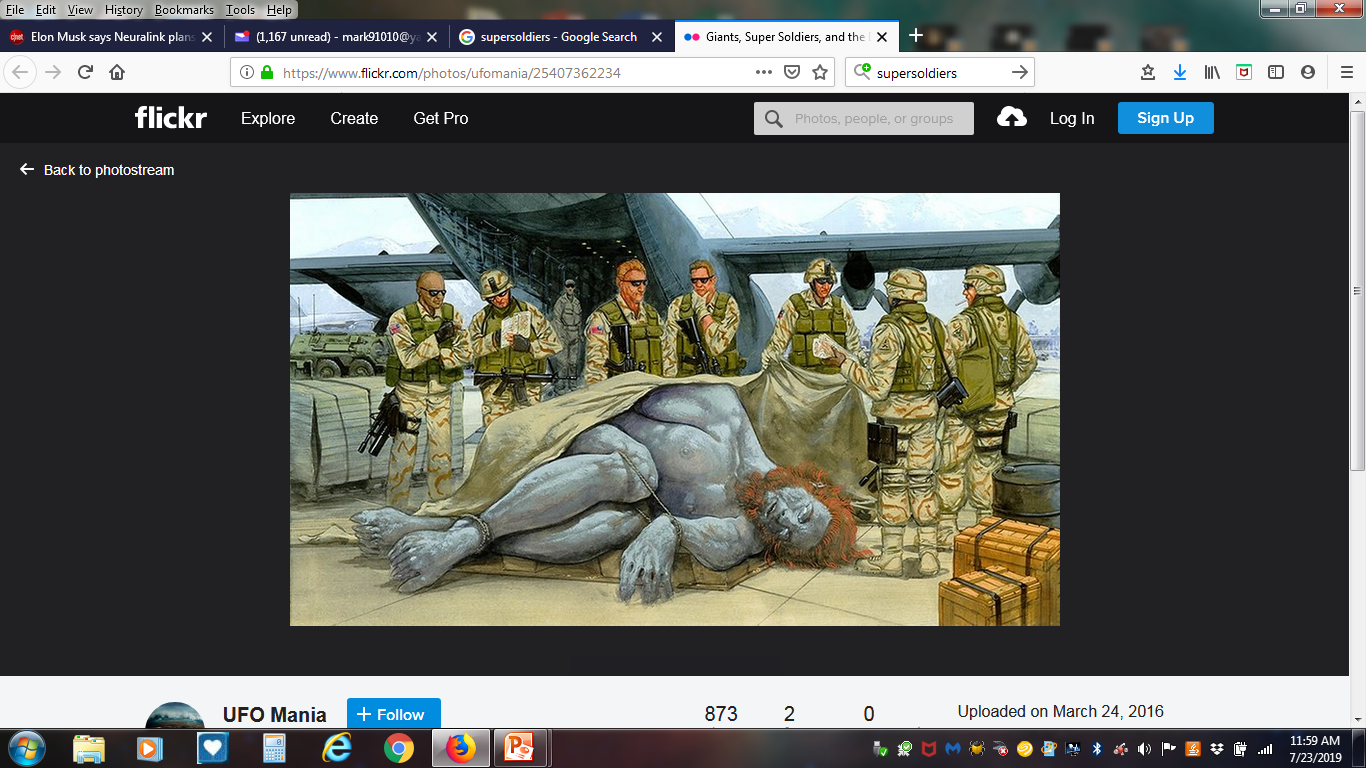 File Edit View History Bookmarks Tools Help
Elon Musk says Neuralink plans
(1,167 unread) - mark91010@ya
supersoldiers - Google Search
Giants, Super Soldiers, and the
https://www.flickr.com/photos/ufomania/25407362234
supersoldiers
flickr Explore Create Get Pro
Photos, people, or groups
Log In
Sign Up
Back to photostream
UFO Mania
+ Follow
873 2 0
Uploaded on March 24, 2016
11:59 AM
7/23/2019